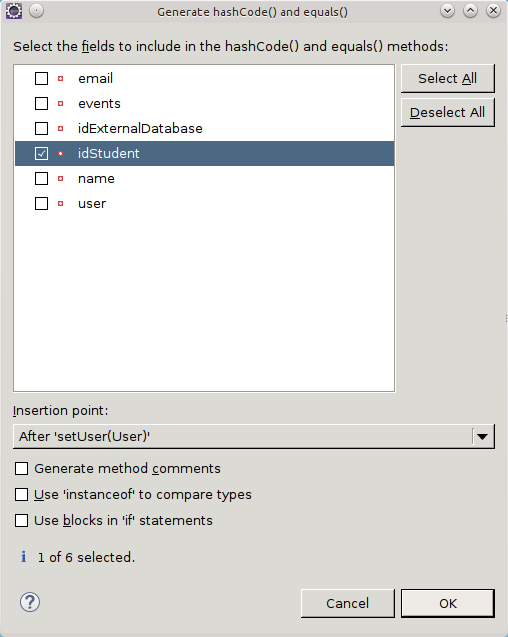 Generate hashCode() and equals()
Select the fields to include in the hashCode() and equals() methods:
email
events
idExternalDatabase
idStudent
name
user
Select All
Deselect All
Insertion point:
After 'setUser(User)'
Generate method comments
Use 'instanceof' to compare types
Use blocks in 'if' statements
i 1 of 6 selected.
?
Cancel
OK